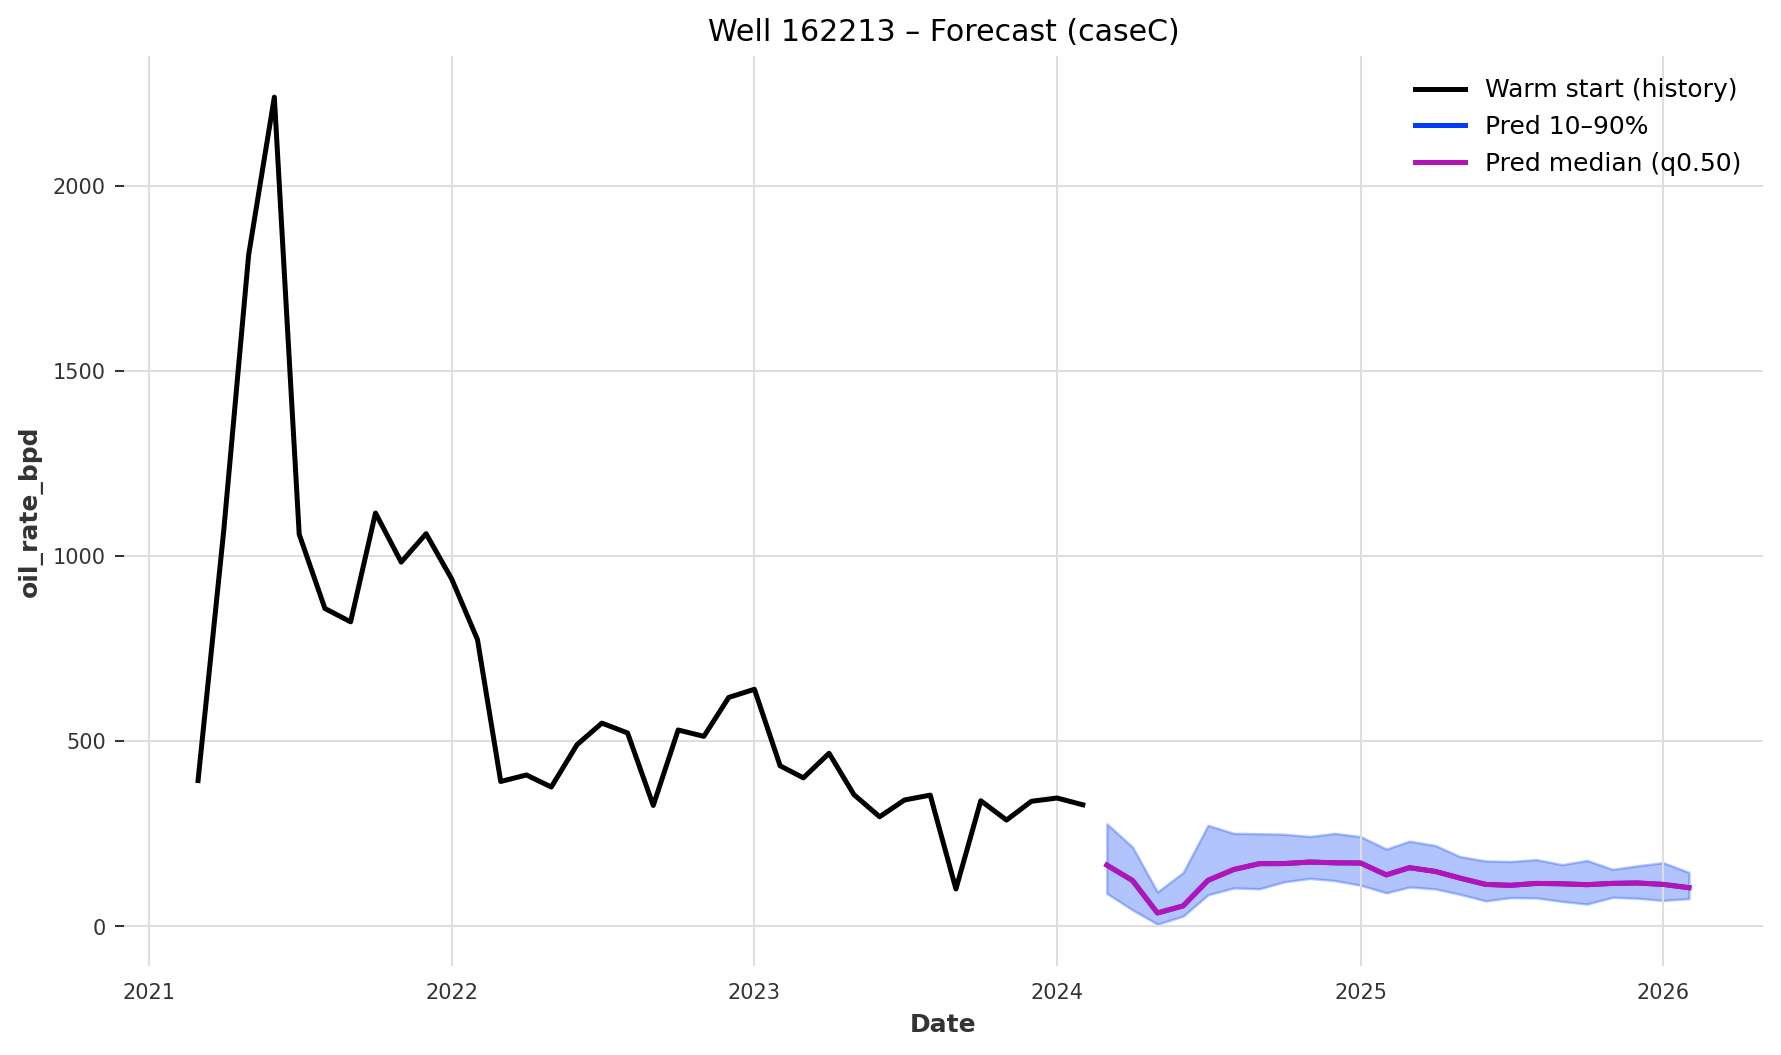 Well 162213 – Forecast (caseC)
Warm start (history)
Pred 10–90%
Pred median (q0.50)
oil_rate_bpd
2000
1500
1000
500
0
2021
2022
2023
2024
2025
2026
Date